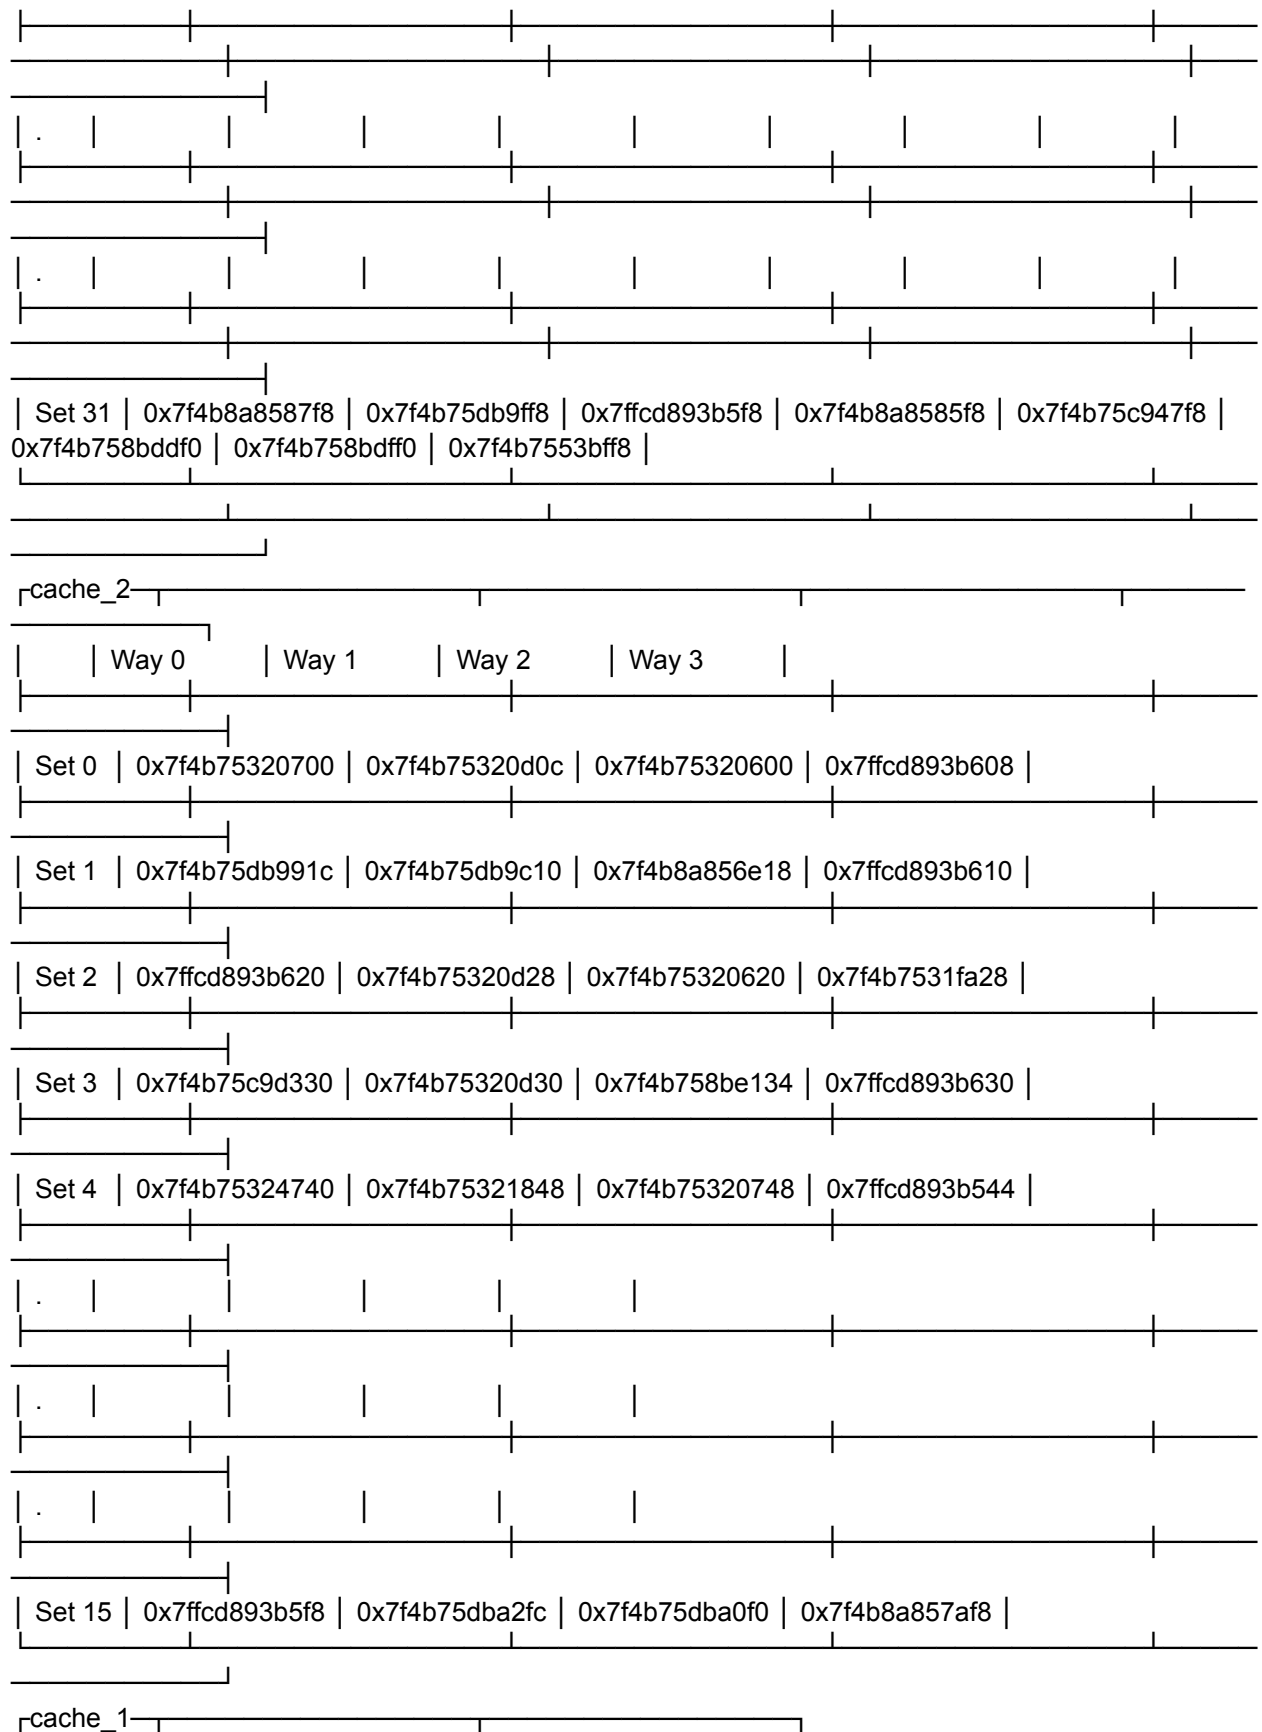 | . | | | | | | | | |
| . | | | | | | | | |
| Set 31 | 0x7f4b8a8587f8 | 0x7f4b75db9ff8 | 0x7ffcd893b5f8 | 0x7f4b8a8585f8 | 0x7f4b75c947f8 |
0x7f4b758bddf0 | 0x7f4b758bdff0 | 0x7f4b7553bff8 |
cache_2
| | Way 0 | Way 1 | Way 2 | Way 3 |
| Set 0 | 0x7f4b75320700 | 0x7f4b75320d0c | 0x7f4b75320600 | 0x7ffcd893b608 |
| Set 1 | 0x7f4b75db991c | 0x7f4b75db9c10 | 0x7f4b8a856e18 | 0x7ffcd893b610 |
| Set 2 | 0x7ffcd893b620 | 0x7f4b75320d28 | 0x7f4b75320620 | 0x7f4b7531fa28 |
| Set 3 | 0x7f4b75c9d330 | 0x7f4b75320d30 | 0x7f4b758be134 | 0x7ffcd893b630 |
| Set 4 | 0x7f4b75324740 | 0x7f4b75321848 | 0x7f4b75320748 | 0x7ffcd893b544 |
| . | | | | |
| . | | | | |
| . | | | | |
| Set 15 | 0x7ffcd893b5f8 | 0x7f4b75dba2fc | 0x7f4b75dba0f0 | 0x7f4b8a857af8 |
cache_1